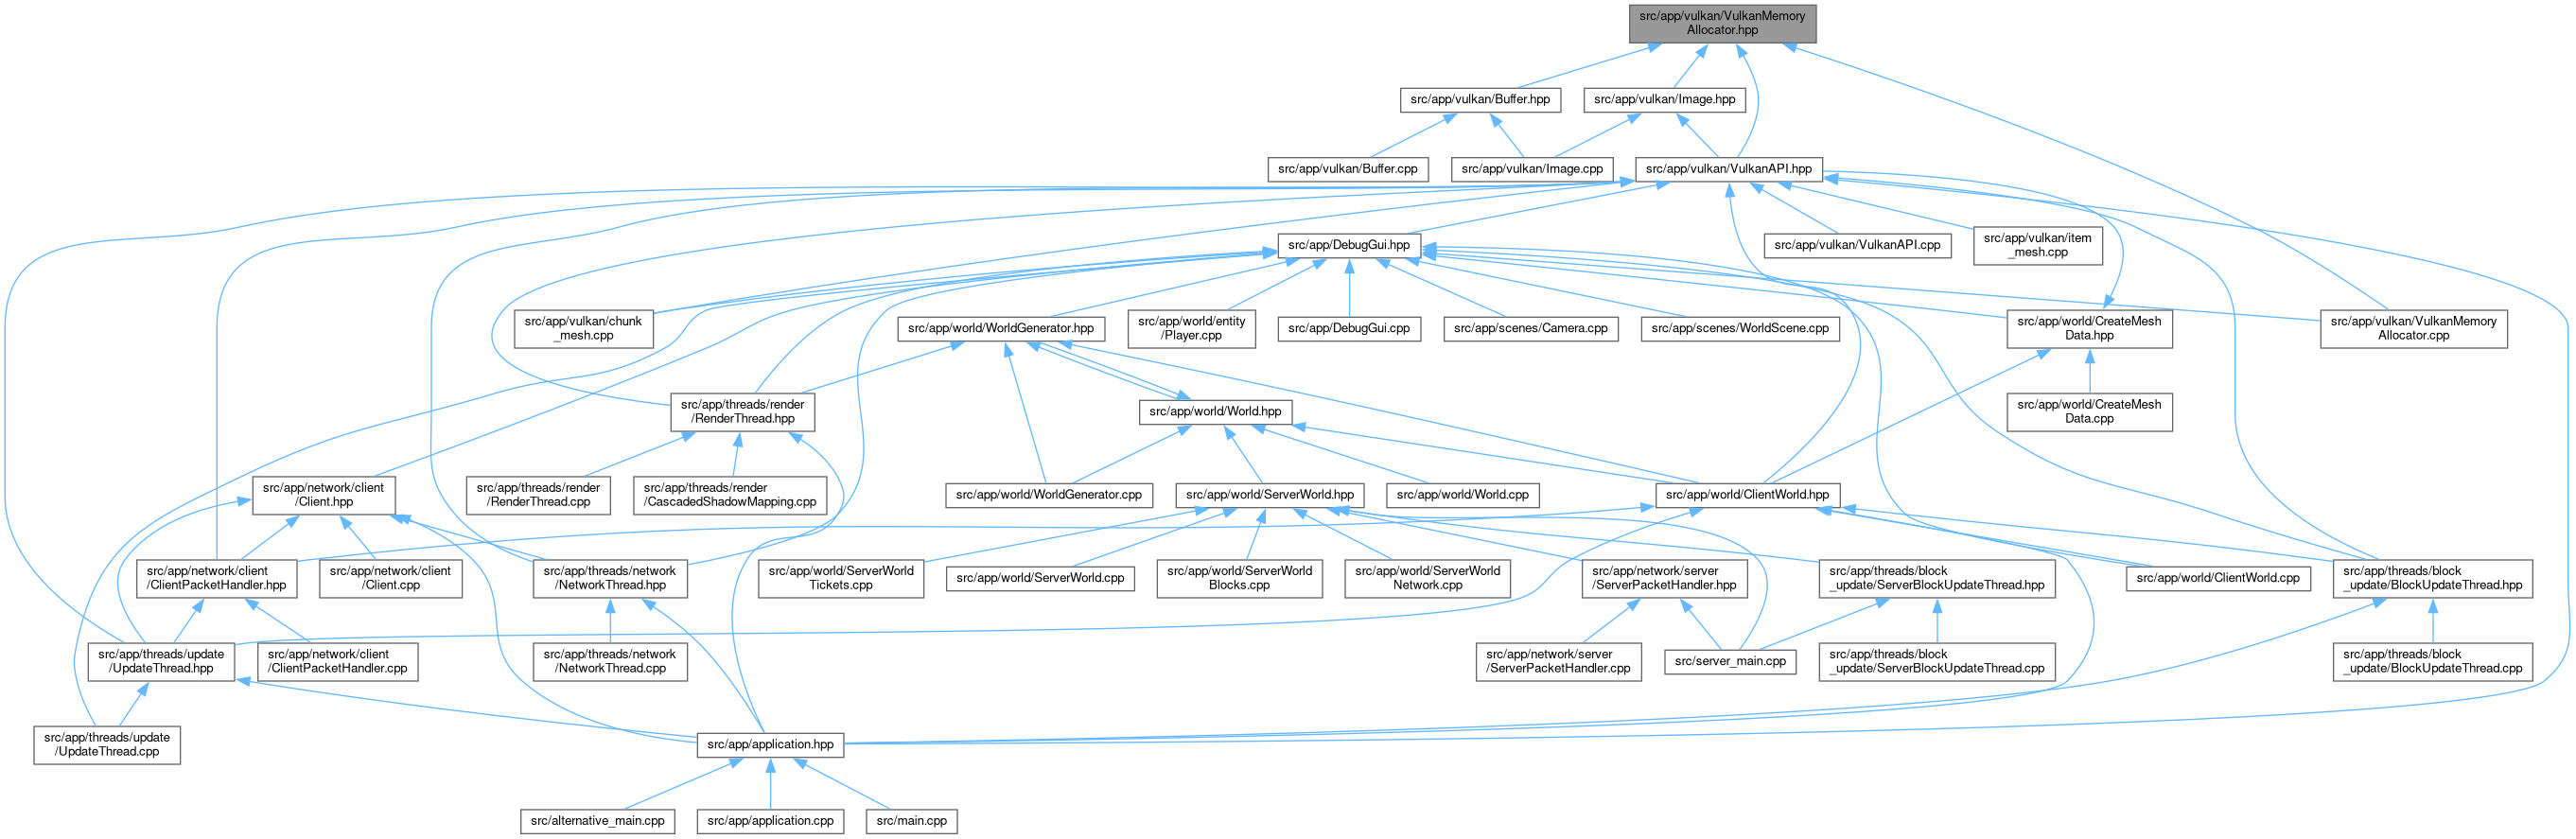 src/app/vulkan/VulkanMemory
Allocator.hpp
src/app/vulkan/Buffer.hpp
src/app/vulkan/Image.hpp
src/app/vulkan/Buffer.cpp
src/app/vulkan/Image.cpp
src/app/vulkan/VulkanAPI.hpp
src/app/DebugGui.hpp
src/app/vulkan/VulkanAPI.cpp
src/app/vulkan/item
_mesh.cpp
src/app/vulkan/chunk
_mesh.cpp
src/app/world/WorldGenerator.hpp
src/app/world/entity
/Player.cpp
src/app/DebugGui.cpp
src/app/scenes/Camera.cpp
src/app/scenes/WorldScene.cpp
src/app/world/CreateMesh
Data.hpp
src/app/vulkan/VulkanMemory
Allocator.cpp
src/app/threads/render
/RenderThread.hpp
src/app/world/World.hpp
src/app/world/CreateMesh
Data.cpp
src/app/network/client
/Client.hpp
src/app/threads/render
/RenderThread.cpp
src/app/threads/render
/CascadedShadowMapping.cpp
src/app/world/WorldGenerator.cpp
src/app/world/ServerWorld.hpp
src/app/world/World.cpp
src/app/world/ClientWorld.hpp
src/app/network/client
/ClientPacketHandler.hpp
src/app/network/client
/Client.cpp
src/app/threads/network
/NetworkThread.hpp
src/app/world/ServerWorld
Tickets.cpp
src/app/world/ServerWorld.cpp
src/app/world/ServerWorld
Blocks.cpp
src/app/world/ServerWorld
Network.cpp
src/app/network/server
/ServerPacketHandler.hpp
src/app/threads/block
_update/ServerBlockUpdateThread.hpp
src/app/world/ClientWorld.cpp
src/app/threads/block
_update/BlockUpdateThread.hpp
src/app/threads/update
/UpdateThread.hpp
src/app/network/client
/ClientPacketHandler.cpp
src/app/threads/network
/NetworkThread.cpp
src/app/network/server
/ServerPacketHandler.cpp
src/server_main.cpp
src/app/threads/block
_update/ServerBlockUpdateThread.cpp
src/app/threads/block
_update/BlockUpdateThread.cpp
src/app/threads/update
/UpdateThread.cpp
src/app/application.hpp
src/alternative_main.cpp
src/app/application.cpp
src/main.cpp